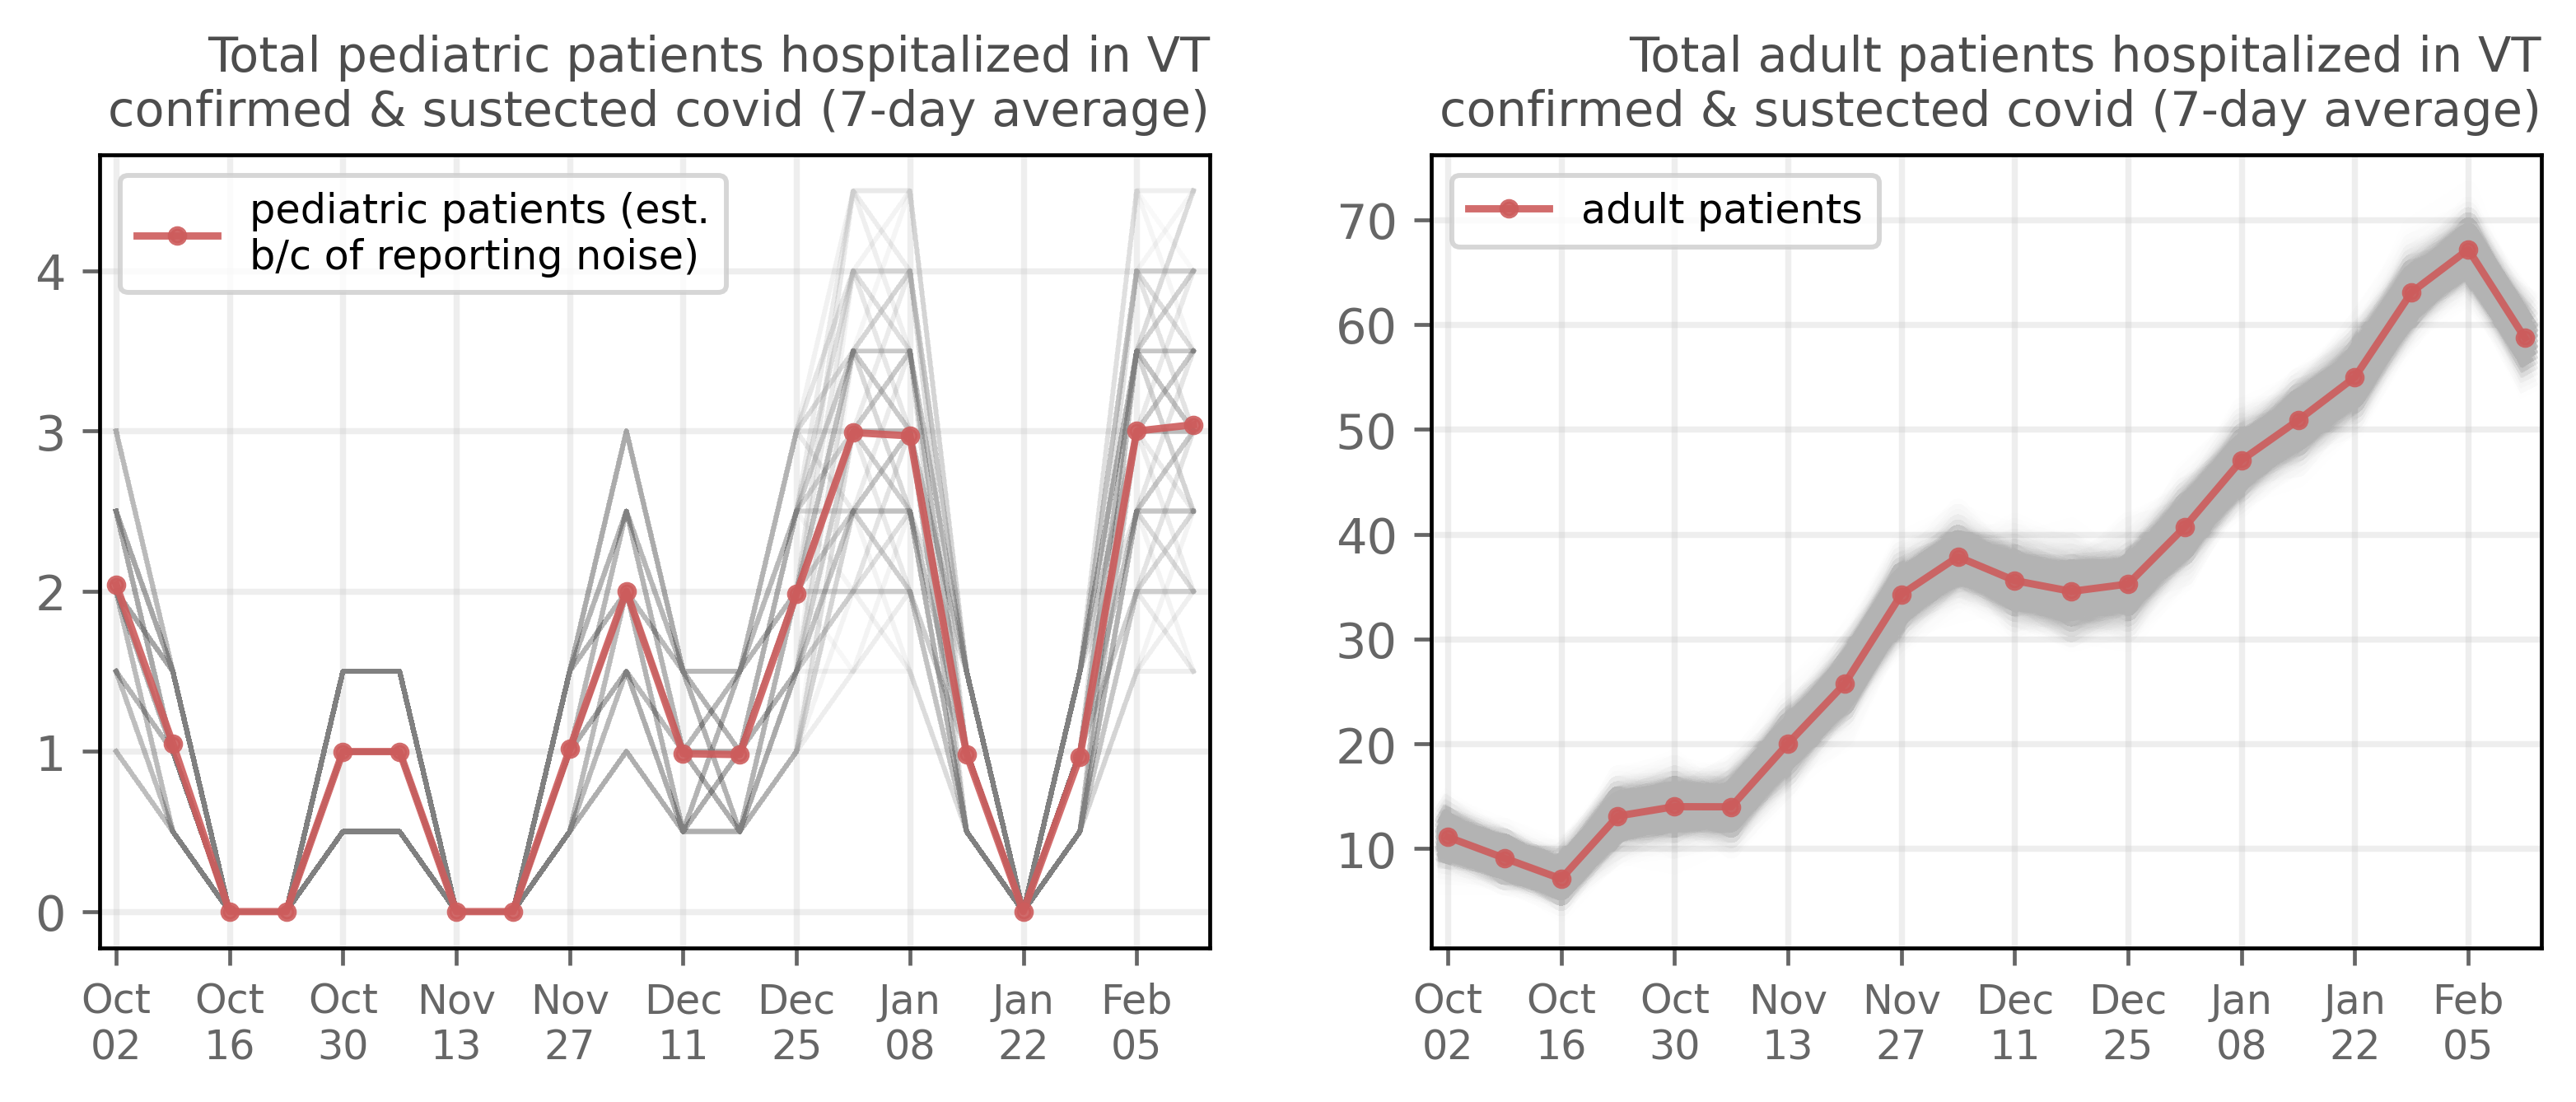 Total pediatric patients hospitalized in VT
confirmed & sustected covid (7-day average)
pediatric patients (est.
b/c of reporting noise)
4
3
2
1
0
Oct
02
Oct
16
Oct
30
Nov
13
Nov
27
Dec
11
Dec
25
Jan
08
Jan
22
Feb
05
Total adult patients hospitalized in VT
confirmed & sustected covid (7-day average)
adult patients
70
60
50
40
30
20
10
Oct
02
Oct
16
Oct
30
Nov
13
Nov
27
Dec
11
Dec
25
Jan
08
Jan
22
Feb
05